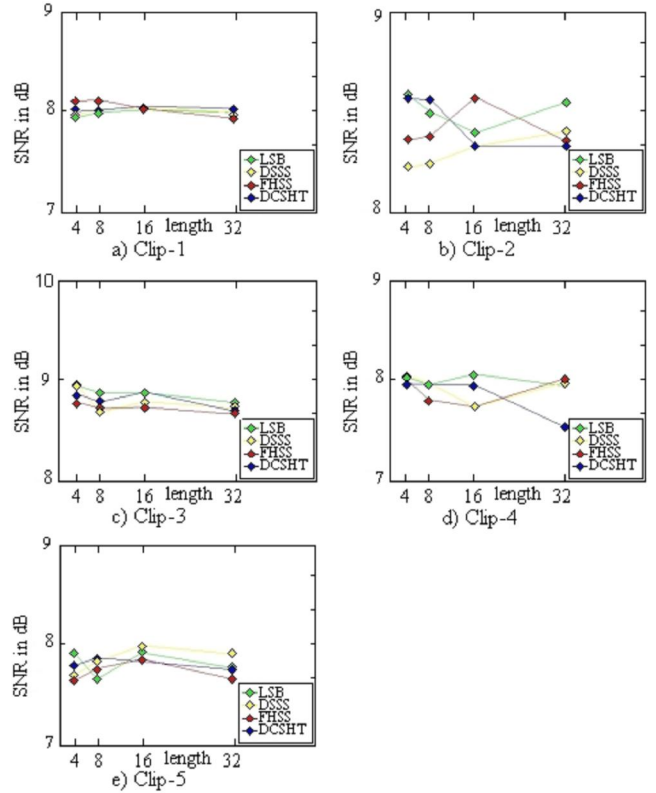 9
8
7
SNR in dB
LSB
DSSS
FHSS
DCSHT
4 8 16 length 32
a) Clip-1
9
8
SNR in dB
LSB
DSSS
FHSS
DCSHT
4 8 16 length 32
b) Clip-2
10
9
8
SNR in dB
LSB
DSSS
FHSS
DCSHT
4 8 16 length 32
c) Clip-3
9
8
7
SNR in dB
LSB
DSSS
FHSS
DCSHT
4 8 16 length 32
d) Clip-4
9
8
7
SNR in dB
LSB
DSSS
FHSS
DCSHT
4 8 16 length 32
e) Clip-5